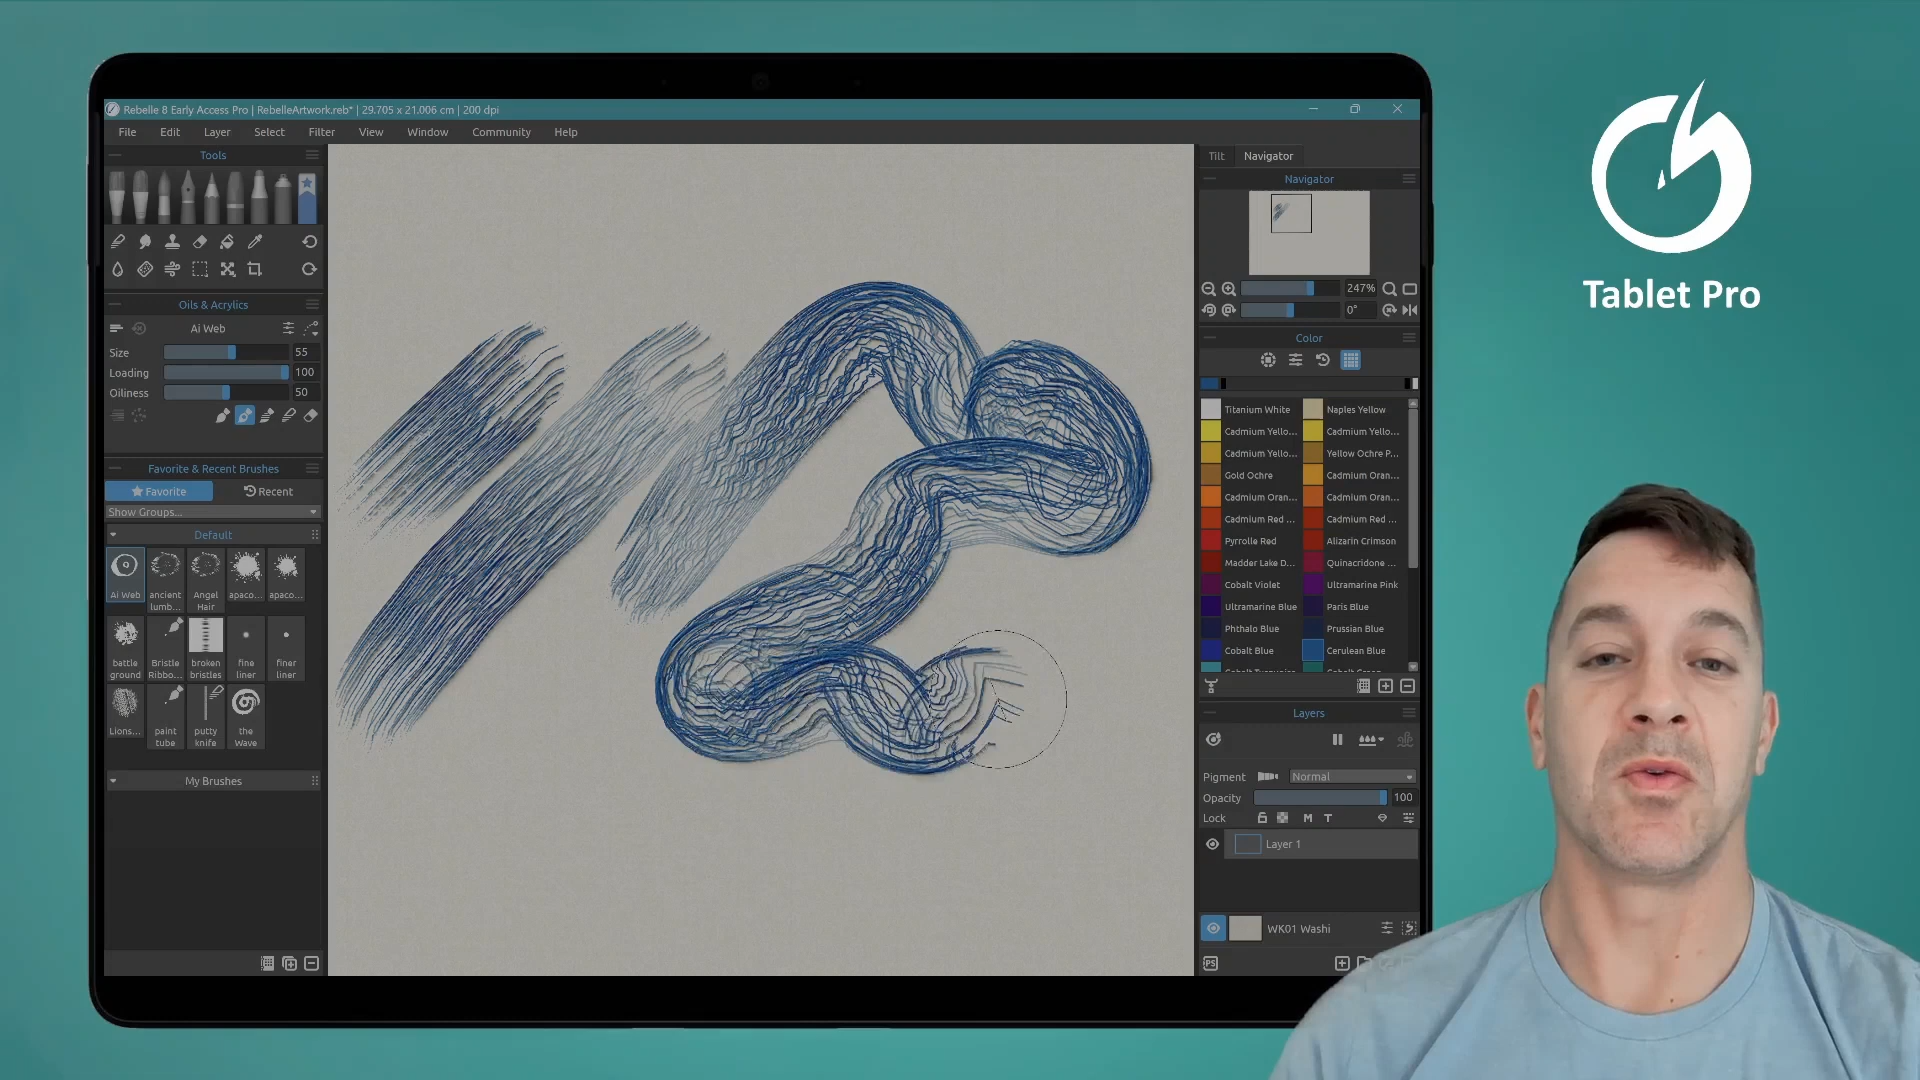 Rebelle 8 Early Access Pro | RebelleArtwork.reb* | 29.705 x 21.006 cm | 200 dpi
File Edit Layer Select Filter View Window Community Help
Tools
Oils & Acrylics
Ai Web
Size 55
Loading 100
Oiliness 50
Favorite & Recent Brushes
Favorite Recent
Show Groups...
Default
Ai Web
ancient lumb...
Angel Hair
apaco...
apaco...
battle ground
Bristle Ribbo...
broken bristles
fine liner
finer liner
Lions...
paint tube
putty knife
the Wave
My Brushes
Tilt Navigator
Navigator
247%
0°
Color
Titanium White Naples Yellow
Cadmium Yello... Cadmium Yello...
Cadmium Yello... Yellow Ochre P...
Gold Ochre Cadmium Oran...
Cadmium Oran... Cadmium Oran...
Cadmium Red ... Cadmium Red ...
Pyrrolle Red Alizarin Crimson
Madder Lake D... Quinacridone ...
Cobalt Violet Ultramarine Pink
Ultramarine Blue Paris Blue
Phthalo Blue Prussian Blue
Cobalt Blue Cerulean Blue
Layers
Pigment Normal
Opacity 100
Lock M T
Layer 1
WK01 Washi
PS
Tablet Pro